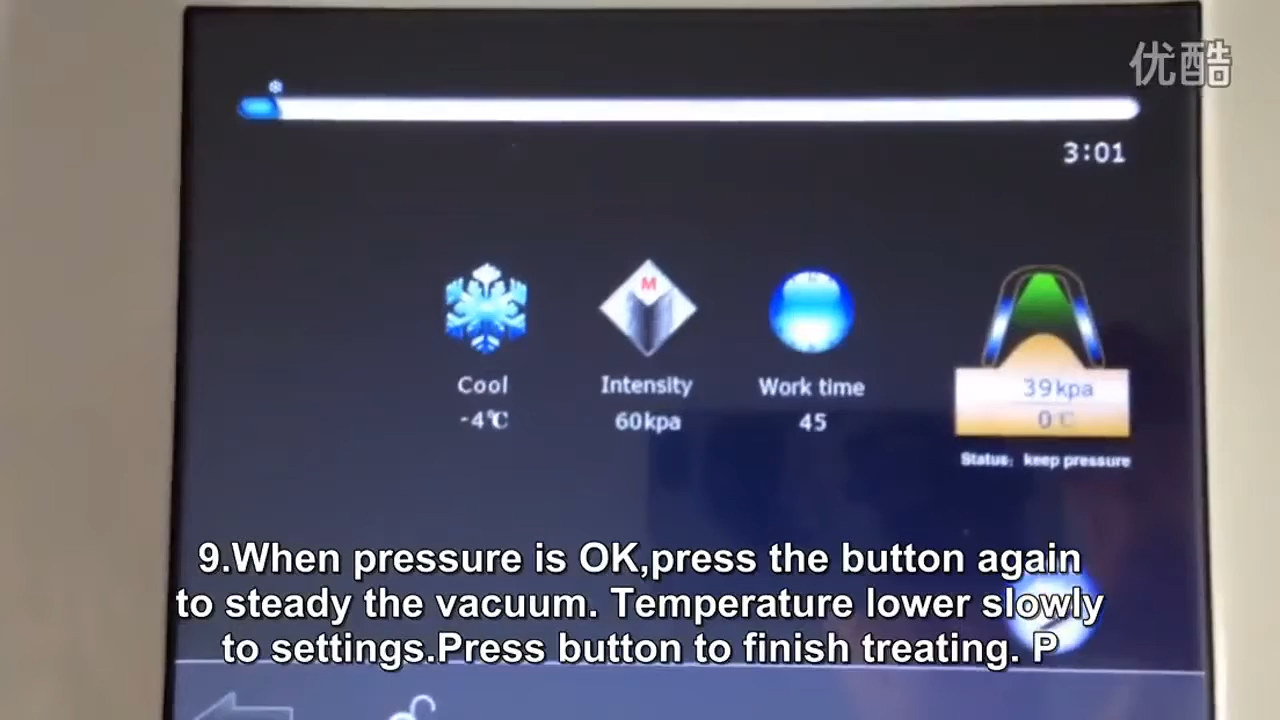 优酷
3:01
M
Cool
Intensity
Work time
-4℃
60kpa
45
39kpa
0℃
Status: keep pressure
9.When pressure is OK,press the button again
to steady the vacuum. Temperature lower slowly
to settings.Press button to finish treating. P